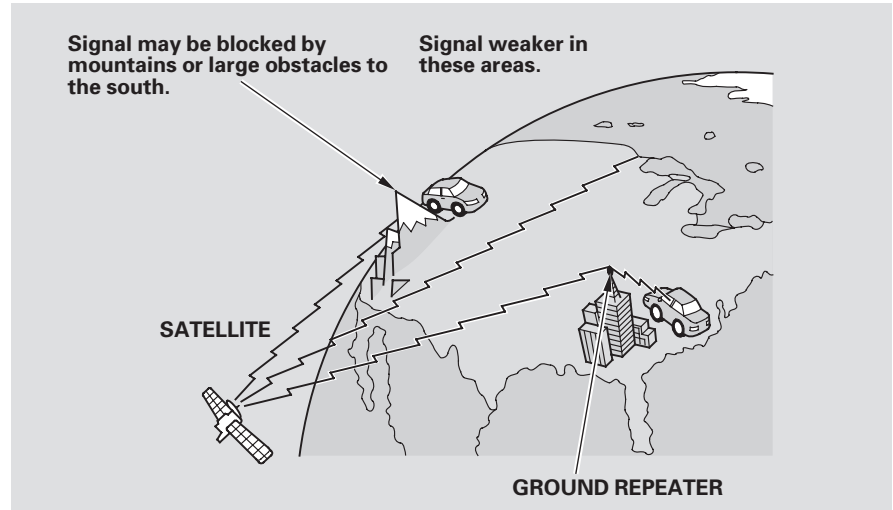 Signal may be blocked by
mountains or large obstacles to
the south.
Signal weaker in
these areas.
SATELLITE
GROUND REPEATER